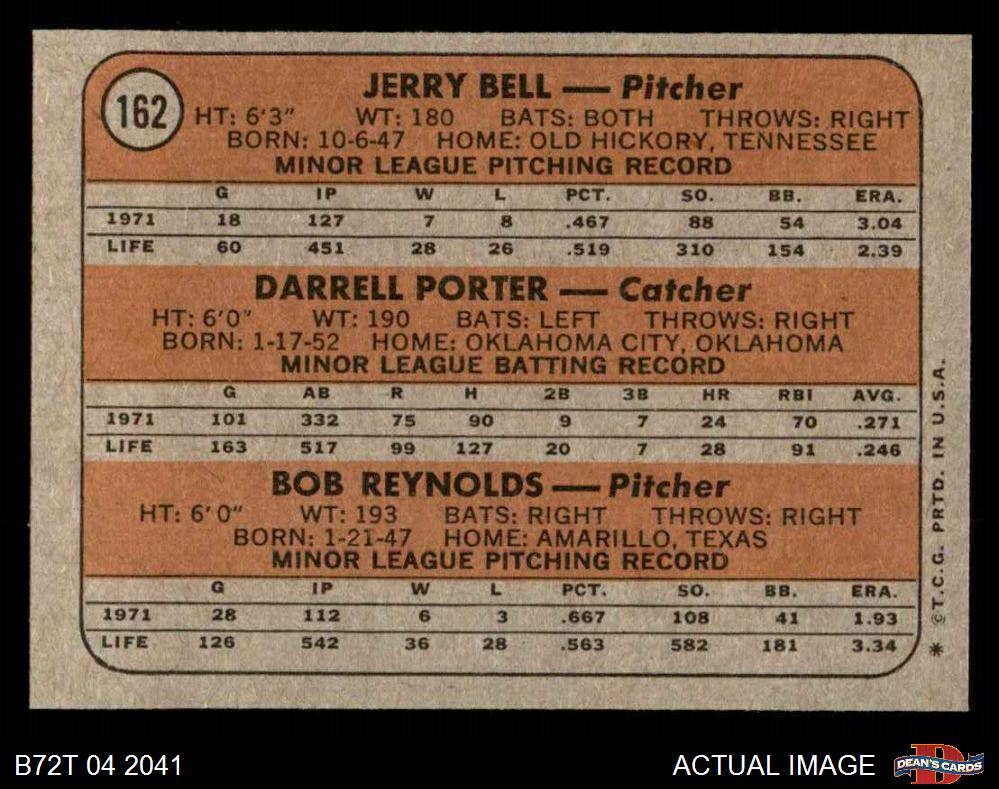 162
JERRY BELL — Pitcher
HT: 6'3" WT: 180 BATS: BOTH THROWS: RIGHT
BORN: 10-6-47 HOME: OLD HICKORY, TENNESSEE
MINOR LEAGUE PITCHING RECORD
G IP W L PCT. SO. BB. ERA.
1971 18 127 7 8 .467 88 54 3.04
LIFE 60 451 28 26 .519 310 154 2.39
DARRELL PORTER — Catcher
HT: 6'0" WT: 190 BATS: LEFT THROWS: RIGHT
BORN: 1-17-52 HOME: OKLAHOMA CITY, OKLAHOMA
MINOR LEAGUE BATTING RECORD
G AB R H 2B 3B HR RBI AVG.
1971 101 332 75 90 9 7 24 70 .271
LIFE 163 517 99 127 20 7 28 91 .246
BOB REYNOLDS — Pitcher
HT: 6'0" WT: 193 BATS: RIGHT THROWS: RIGHT
BORN: 1-21-47 HOME: AMARILLO, TEXAS
MINOR LEAGUE PITCHING RECORD
G IP W L PCT. SO. BB. ERA.
1971 28 112 6 3 .667 108 41 1.93
LIFE 126 542 36 28 .563 582 181 3.34
* ©T.C.G. PRTD. IN U.S.A.
B72T 04 2041
ACTUAL IMAGE
D
DEAN'S CARDS